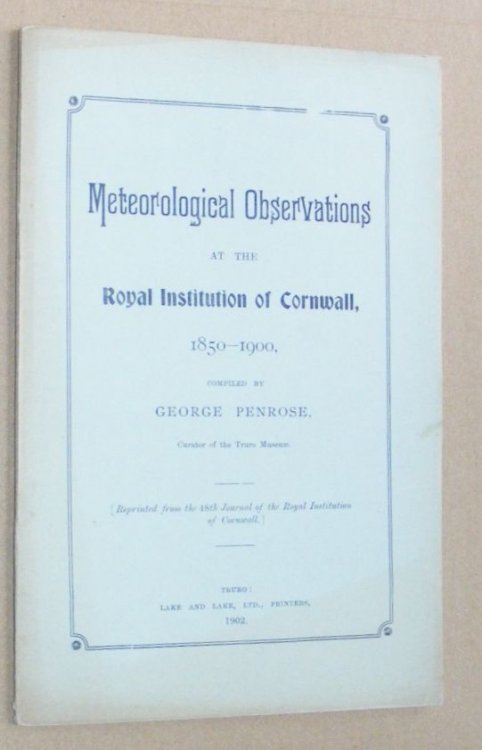 Meteorological Observations
AT THE
Royal Institution of Cornwall,
1850—1900,
COMPILED BY
GEORGE PENROSE,
Curator of the Truro Museum.
[Reprinted from the 48th Journal of the Royal Institution
of Cornwall.]
TRURO:
LAKE AND LAKE, LTD., PRINTERS,
1902.